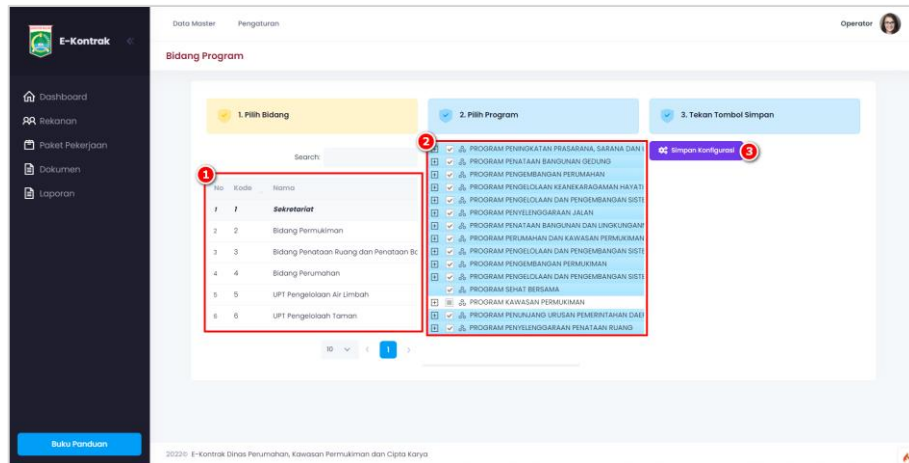 Data Master Pengaturan
Operator
E-Kontrak
Bidang Program
Dashboard
Rekanan
Paket Pekerjaan
Dokumen
Laporan
Buku Panduan
1. Pilih Bidang
2. Pilih Program
3. Tekan Tombol Simpan
Search:
1
No Kode Nama
1 1 Sekretariat
2 2 Bidang Permukiman
3 3 Bidang Penataan Ruang dan Penataan Bc
4 4 Bidang Perumahan
5 5 UPT Pengelolaan Air Limbah
6 6 UPT Pengelolaah Taman
10 1
2
PROGRAM PENINGKATAN PRASARANA, SARANA DAN
PROGRAM PENATAAN BANGUNAN GEDUNG
PROGRAM PENGEMBANGAN PERUMAHAN
PROGRAM PENGELOLAAN KEANEKARAGAMAN HAYATI
PROGRAM PENGELOLAAN DAN PENGEMBANGAN SISTE
PROGRAM PENYELENGGARAAN JALAN
PROGRAM PENATAAN BANGUNAN DAN LINGKUNGAN
PROGRAM PERUMAHAN DAN KAWASAN PERMUKIMAN
PROGRAM PENGELOLAAN DAN PENGEMBANGAN SISTE
PROGRAM PENGEMBANGAN PERMUKIMAN
PROGRAM PENGELOLAAN DAN PENGEMBANGAN SISTE
PROGRAM SEHAT BERSAMA
PROGRAM KAWASAN PERMUKIMAN
PROGRAM PENUNJANG URUSAN PEMERINTAHAN DAE
PROGRAM PENYELENGGARAAN PENATAAN RUANG
Simpan Konfigurasi 3
2022© E-Kontrak Dinas Perumahan, Kawasan Permukiman dan Cipta Karya